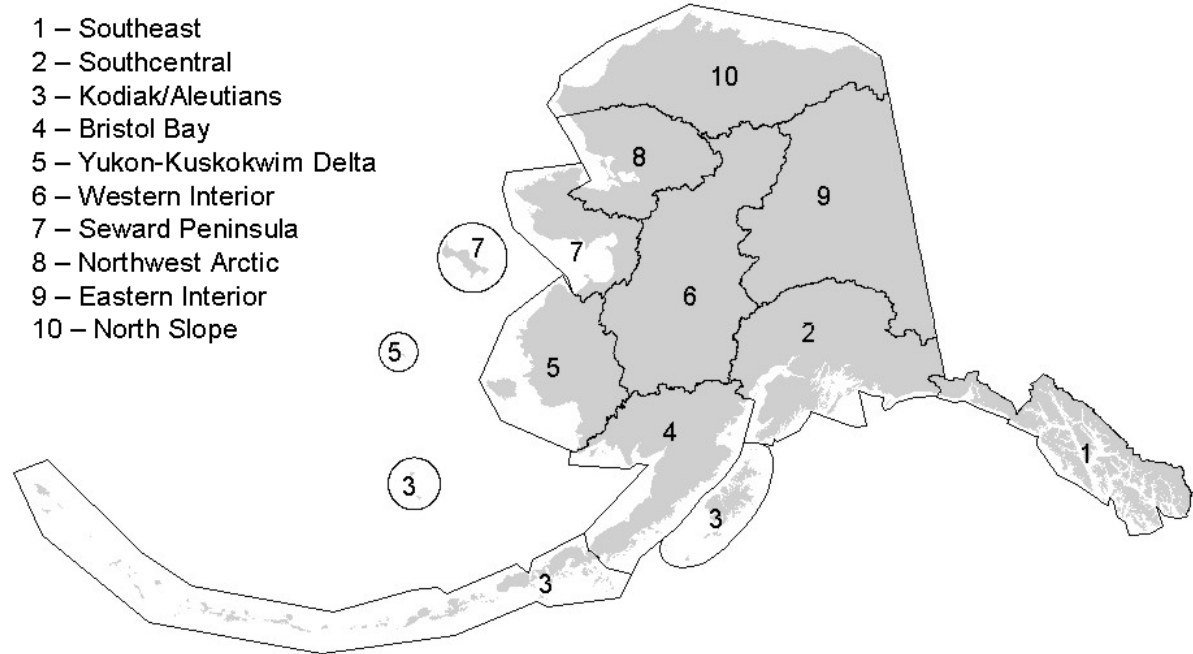 1 – Southeast
2 – Southcentral
3 – Kodiak/Aleutians
4 – Bristol Bay
5 – Yukon-Kuskokwim Delta
6 – Western Interior
7 – Seward Peninsula
8 – Northwest Arctic
9 – Eastern Interior
10 – North Slope
10
8
9
7
7
6
2
5
5
4
1
3
3
3